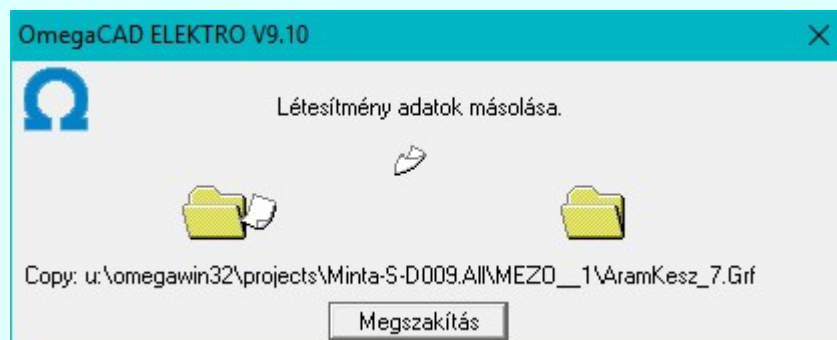 OmegaCAD ELEKTRO V9.10
Létesítmény adatok másolása.
Copy: u:\omegawin32\projects\Minta-S-D009.All\MEZO__1\AramKesz_7.Grf
Megszakítás